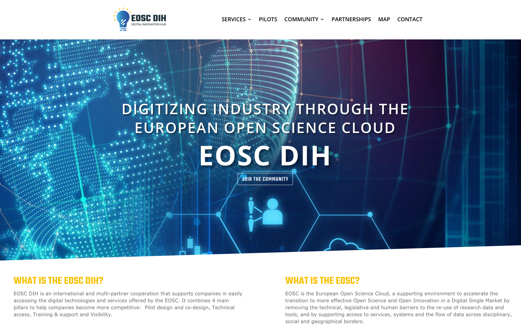 EOSC DIH
DIGITAL INNOVATION HUB
SERVICES PILOTS COMMUNITY PARTNERSHIPS MAP CONTACT
DIGITIZING INDUSTRY THROUGH THE
EUROPEAN OPEN SCIENCE CLOUD
EOSC DIH
JOIN THE COMMUNITY
WHAT IS THE EOSC DIH?
EOSC DIH is an international and multi-partner cooperation that supports companies in easily
accessing the digital technologies and services offered by the EOSC. It combines 4 main
pillars to help companies become more competitive: Pilot design and co-design, Technical
access, Training & support and Visibility.
WHAT IS THE EOSC?
EOSC is the European Open Science Cloud, a supporting environment to accelerate the
transition to more effective Open Science and Open Innovation in a Digital Single Market by
removing the technical, legislative and human barriers to the re-use of research data and
tools, and by supporting access to services, systems and the flow of data across disciplinary,
social and geographical borders.